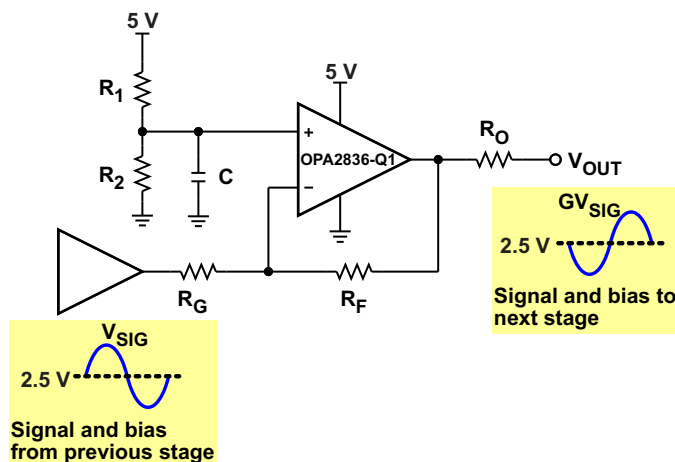 5 V
R1
5 V
+
OPA2836-Q1
−
RO
VOUT
R2
C
GVSIG
2.5 V
Signal and bias to
next stage
RG
RF
VSIG
2.5 V
Signal and bias
from previous stage